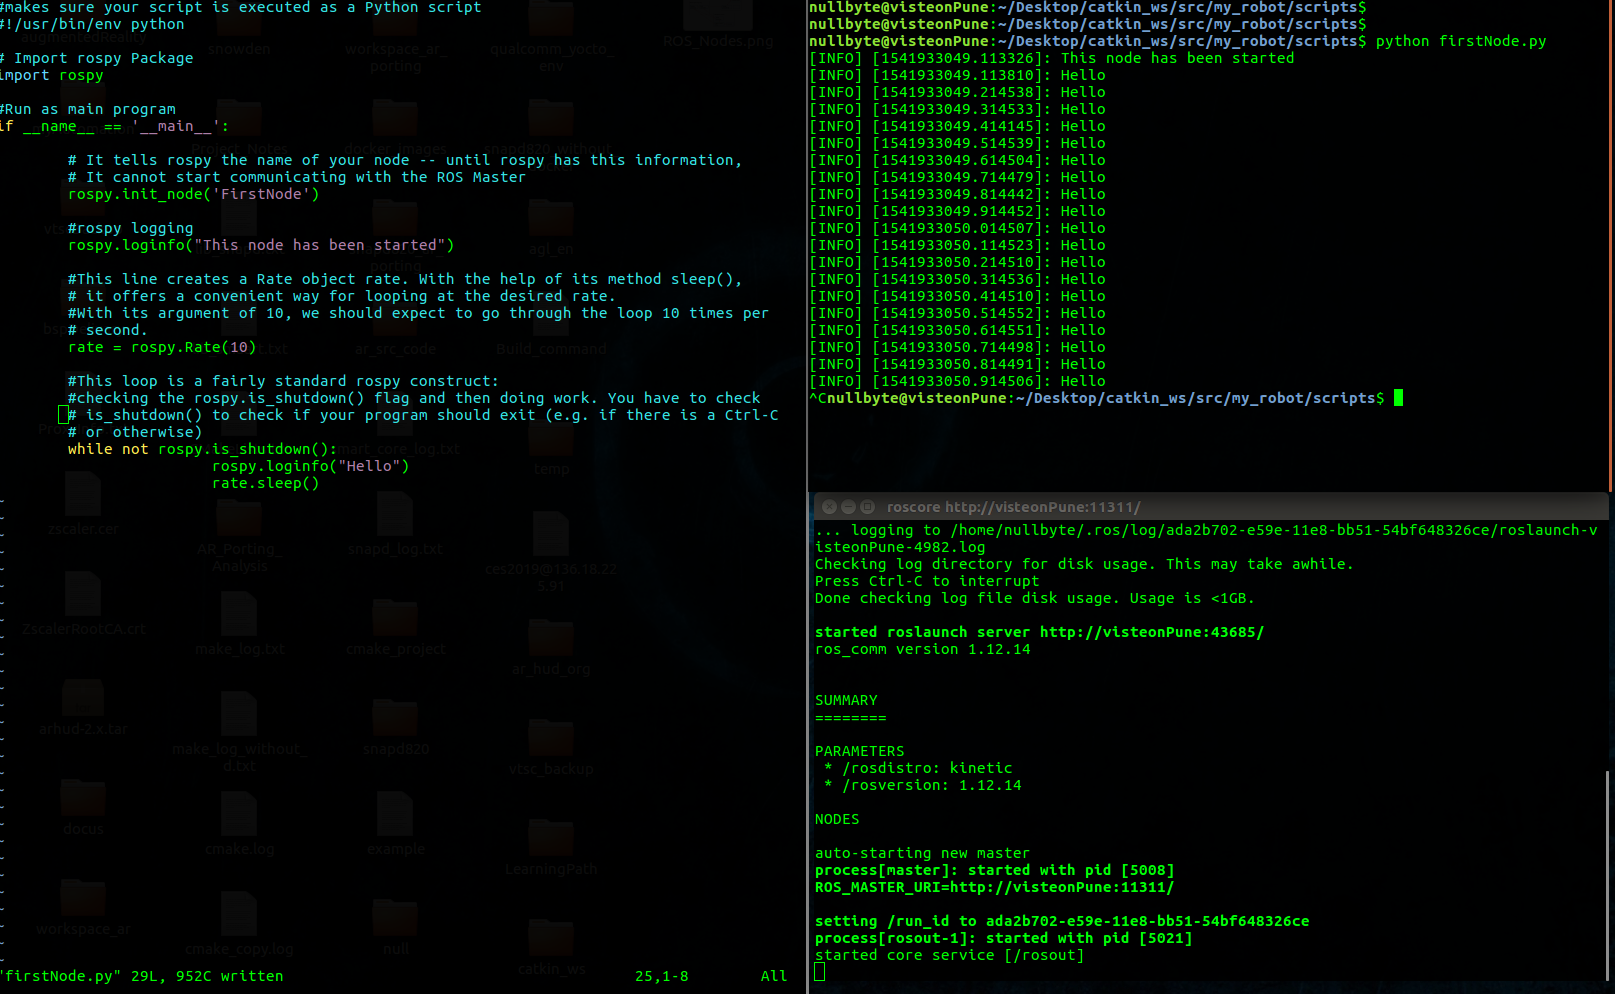 #makes sure your script is executed as a Python script
#!/usr/bin/env python
# Import rospy Package
import rospy
#Run as main program
if __name__ == '__main__':
# It tells rospy the name of your node -- until rospy has this information,
# It cannot start communicating with the ROS Master
rospy.init_node('FirstNode')
#rospy logging
rospy.loginfo("This node has been started")
#This line creates a Rate object rate. With the help of its method sleep(),
# it offers a convenient way for looping at the desired rate.
#With its argument of 10, we should expect to go through the loop 10 times per
# second.
rate = rospy.Rate(10)
#This loop is a fairly standard rospy construct:
#checking the rospy.is_shutdown() flag and then doing work. You have to check
# is_shutdown() to check if your program should exit (e.g. if there is a Ctrl-C
# or otherwise)
while not rospy.is_shutdown():
rospy.loginfo("Hello")
rate.sleep()
"firstNode.py" 29L, 952C written 25,1-8 All
nullbyte@visteonPune:~/Desktop/catkin_ws/src/my_robot/scripts$
nullbyte@visteonPune:~/Desktop/catkin_ws/src/my_robot/scripts$
nullbyte@visteonPune:~/Desktop/catkin_ws/src/my_robot/scripts$ python firstNode.py
[INFO] [1541933049.113326]: This node has been started
[INFO] [1541933049.113810]: Hello
[INFO] [1541933049.214538]: Hello
[INFO] [1541933049.314533]: Hello
[INFO] [1541933049.414145]: Hello
[INFO] [1541933049.514539]: Hello
[INFO] [1541933049.614504]: Hello
[INFO] [1541933049.714479]: Hello
[INFO] [1541933049.814442]: Hello
[INFO] [1541933049.914452]: Hello
[INFO] [1541933050.014507]: Hello
[INFO] [1541933050.114523]: Hello
[INFO] [1541933050.214510]: Hello
[INFO] [1541933050.314536]: Hello
[INFO] [1541933050.414510]: Hello
[INFO] [1541933050.514552]: Hello
[INFO] [1541933050.614551]: Hello
[INFO] [1541933050.714498]: Hello
[INFO] [1541933050.814491]: Hello
[INFO] [1541933050.914506]: Hello
^Cnullbyte@visteonPune:~/Desktop/catkin_ws/src/my_robot/scripts$
roscore http://visteonPune:11311/
... logging to /home/nullbyte/.ros/log/ada2b702-e59e-11e8-bb51-54bf648326ce/roslaunch-v
isteonPune-4982.log
Checking log directory for disk usage. This may take awhile.
Press Ctrl-C to interrupt
Done checking log file disk usage. Usage is <1GB.
started roslaunch server http://visteonPune:43685/
ros_comm version 1.12.14
SUMMARY
========
PARAMETERS
* /rosdistro: kinetic
* /rosversion: 1.12.14
NODES
auto-starting new master
process[master]: started with pid [5008]
ROS_MASTER_URI=http://visteonPune:11311/
setting /run_id to ada2b702-e59e-11e8-bb51-54bf648326ce
process[rosout-1]: started with pid [5021]
started core service [/rosout]
snowden
workspace_ar_
porting
qualcomm_yocto_
env
ROS_Nodes.png
agl_en
ar_src_code
Build_command
temp
zscaler.cer
AR_Porting_
Analysis
snapd_log.txt
ces2019@136.18.22
5.91
ZscalerRootCA.crt
make_log.txt
cmake_project
ar_hud_org
arhud-2.x.tar
make_log_without_
d.txt
snapd820
vtsc_backup
docus
cmake.log
example
LearningPath
workspace_ar
cmake_copy.log
null
catkin_ws